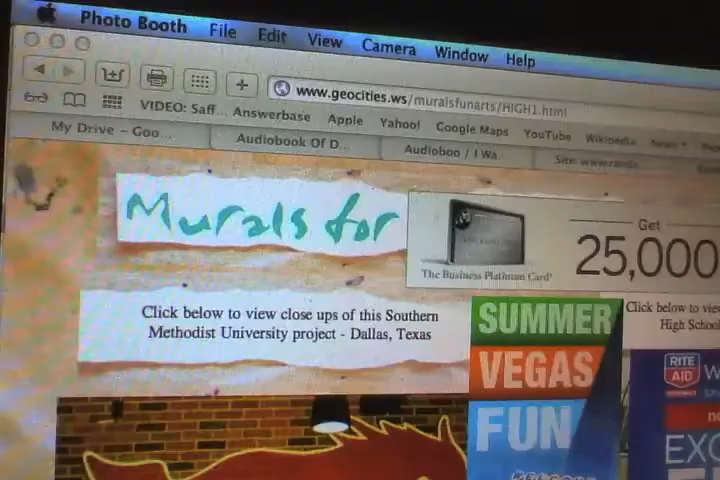 Photo Booth File Edit View Camera Window Help
www.geocities.ws/muralsfunarts/HIGH1.html
VIDEO: Saff... Answerbase Apple Yahoo! Google Maps YouTube Wikipedia News
My Drive – Goo... Audiobook Of D... Audioboo / I Wa...
Murals for
The Business Platinum Card
Get
25,000
Click below to view close ups of this Southern
Methodist University project - Dallas, Texas
Click below to
High
SUMMER
VEGAS
FUN
RITE
AID